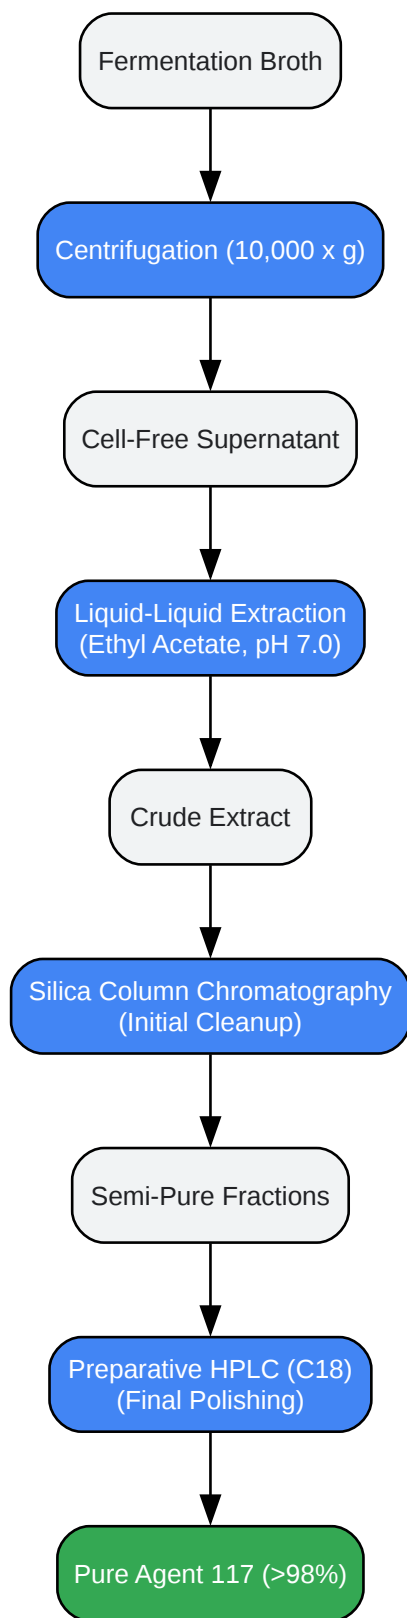 Fermentation Broth
Centrifugation (10,000 x g)
Cell-Free Supernatant
Liquid-Liquid Extraction
(Ethyl Acetate, pH 7.0)
Crude Extract
Silica Column Chromatography
(Initial Cleanup)
Semi-Pure Fractions
Preparative HPLC (C18)
(Final Polishing)
Pure Agent 117 (>98%)